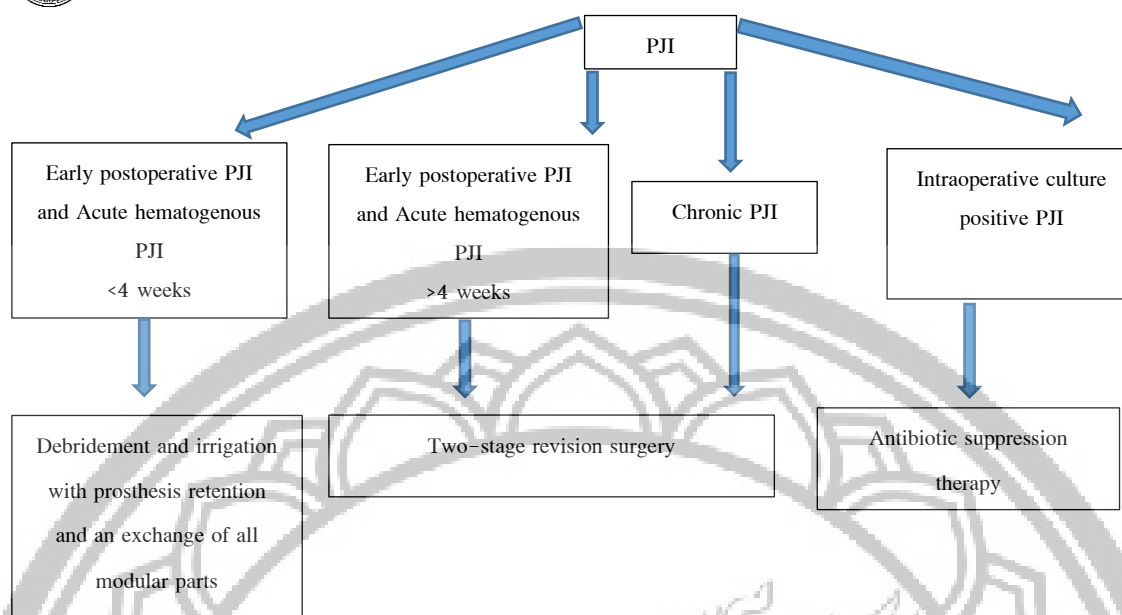 PJI
Early postoperative PJI
and Acute hematogenous
PJI
<4 weeks
Early postoperative PJI
and Acute hematogenous
PJI
>4 weeks
Chronic PJI
Intraoperative culture
positive PJI
Debridement and irrigation
with prosthesis retention
and an exchange of all
modular parts
Two-stage revision surgery
Antibiotic suppression
therapy